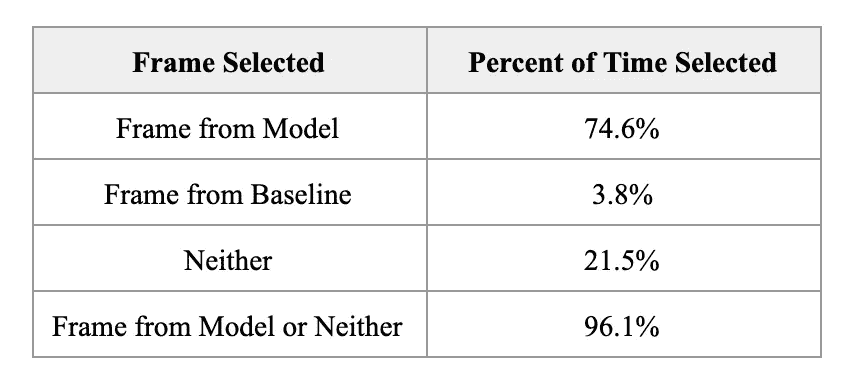 Frame Selected Percent of Time Selected
Frame from Model 74.6%
Frame from Baseline 3.8%
Neither 21.5%
Frame from Model or Neither 96.1%